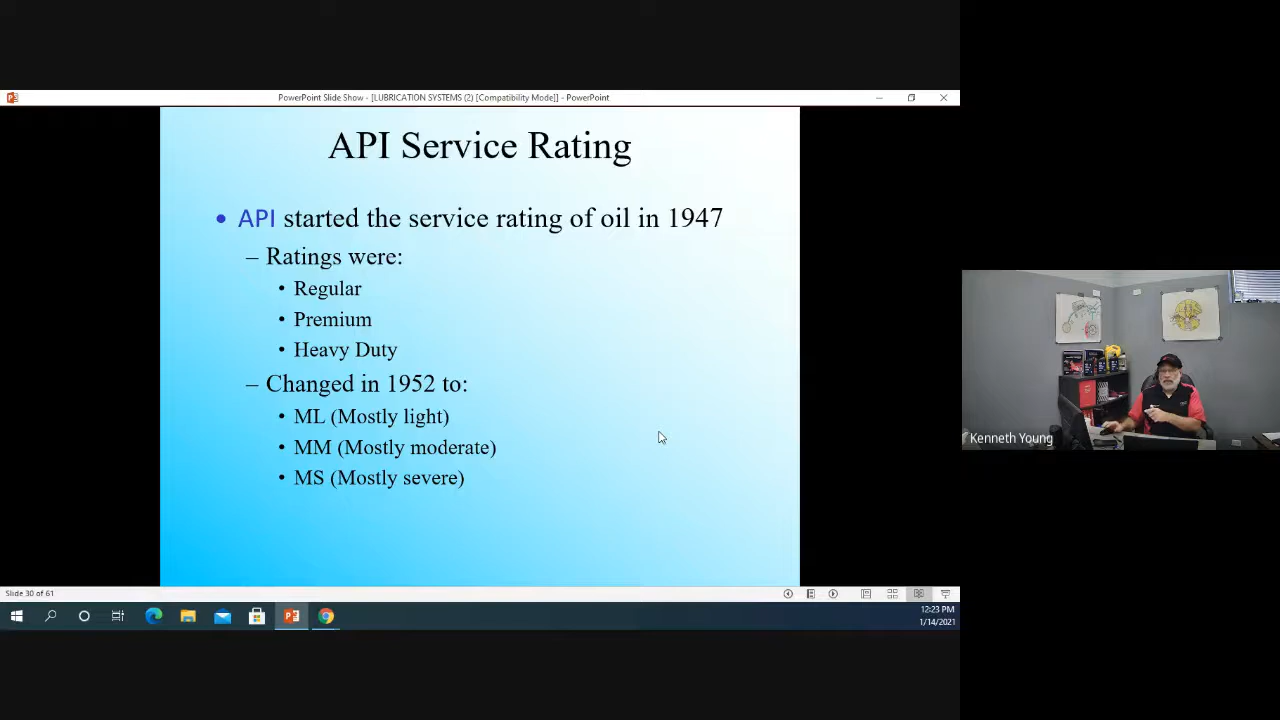 PowerPoint Slide Show - [LUBRICATION SYSTEMS (2) [Compatibility Mode]] - PowerPoint
API Service Rating
• API started the service rating of oil in 1947
– Ratings were:
• Regular
• Premium
• Heavy Duty
– Changed in 1952 to:
• ML (Mostly light)
• MM (Mostly moderate)
• MS (Mostly severe)
Kenneth Young
Slide 30 of 61
12:23 PM
1/14/2021